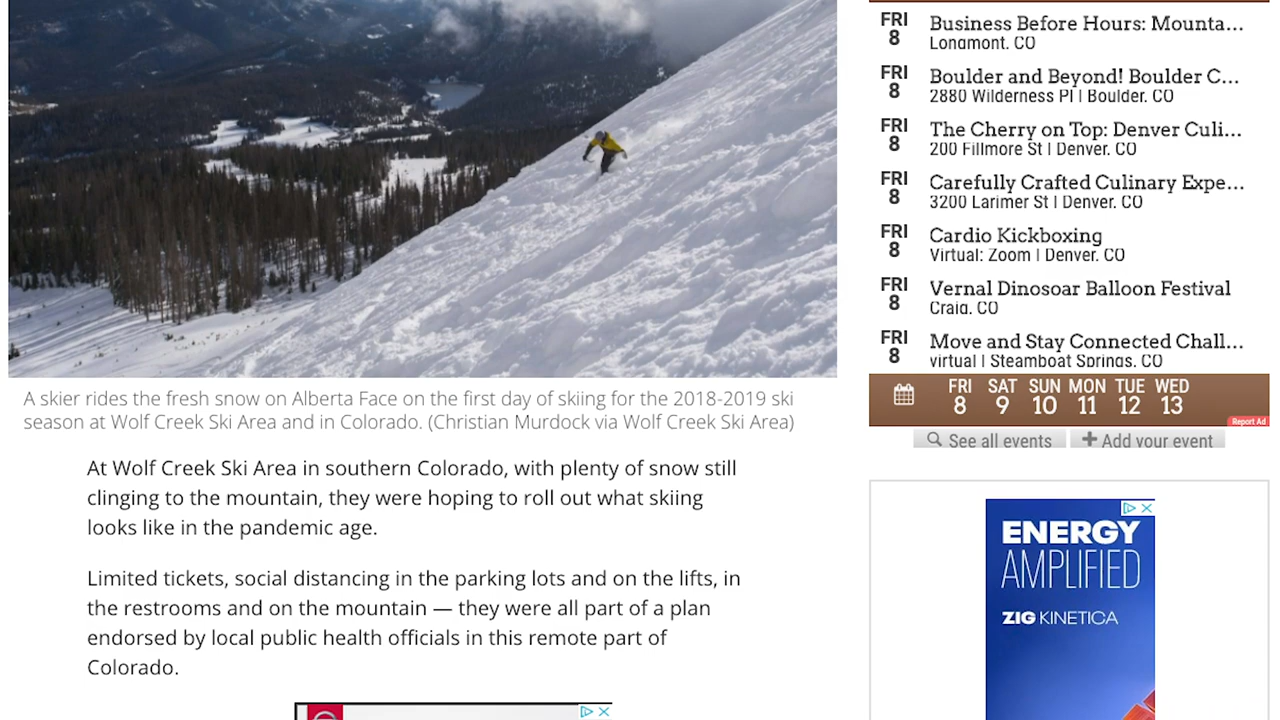 A skier rides the fresh snow on Alberta Face on the first day of skiing for the 2018-2019 ski
season at Wolf Creek Ski Area and in Colorado. (Christian Murdock via Wolf Creek Ski Area)
At Wolf Creek Ski Area in southern Colorado, with plenty of snow still
clinging to the mountain, they were hoping to roll out what skiing
looks like in the pandemic age.
Limited tickets, social distancing in the parking lots and on the lifts, in
the restrooms and on the mountain — they were all part of a plan
endorsed by local public health officials in this remote part of
Colorado.
FRI
8
Business Before Hours: Mounta...
Longmont, CO
FRI
8
Boulder and Beyond! Boulder C...
2880 Wilderness Pl | Boulder, CO
FRI
8
The Cherry on Top: Denver Culi...
200 Fillmore St | Denver, CO
FRI
8
Carefully Crafted Culinary Expe...
3200 Larimer St | Denver, CO
FRI
8
Cardio Kickboxing
Virtual: Zoom | Denver, CO
FRI
8
Vernal Dinosoar Balloon Festival
Craig, CO
FRI
8
Move and Stay Connected Chall...
virtual | Steamboat Springs, CO
FRI SAT SUN MON TUE WED
8 9 10 11 12 13
Report Ad
See all events
Add your event
ENERGY
AMPLIFIED
ZIG KINETICA